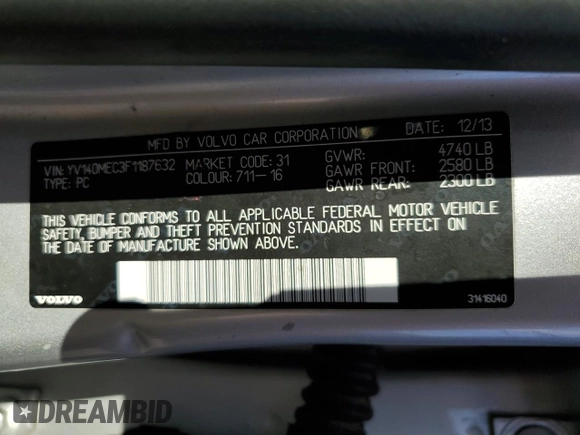 MFD BY VOLVO CAR CORPORATION DATE: 12/13
VIN: YV140MEC3F1187632 MARKET CODE: 31 GVWR: 4740 LB
TYPE: PC COLOUR: 711-16 GAWR FRONT: 2580 LB
GAWR REAR: 2300 LB
THIS VEHICLE CONFORMS TO ALL APPLICABLE FEDERAL MOTOR VEHICLE
SAFETY, BUMPER AND THEFT PREVENTION STANDARDS IN EFFECT ON
THE DATE OF MANUFACTURE SHOWN ABOVE.
VOLVO 31416040
DREAMBID